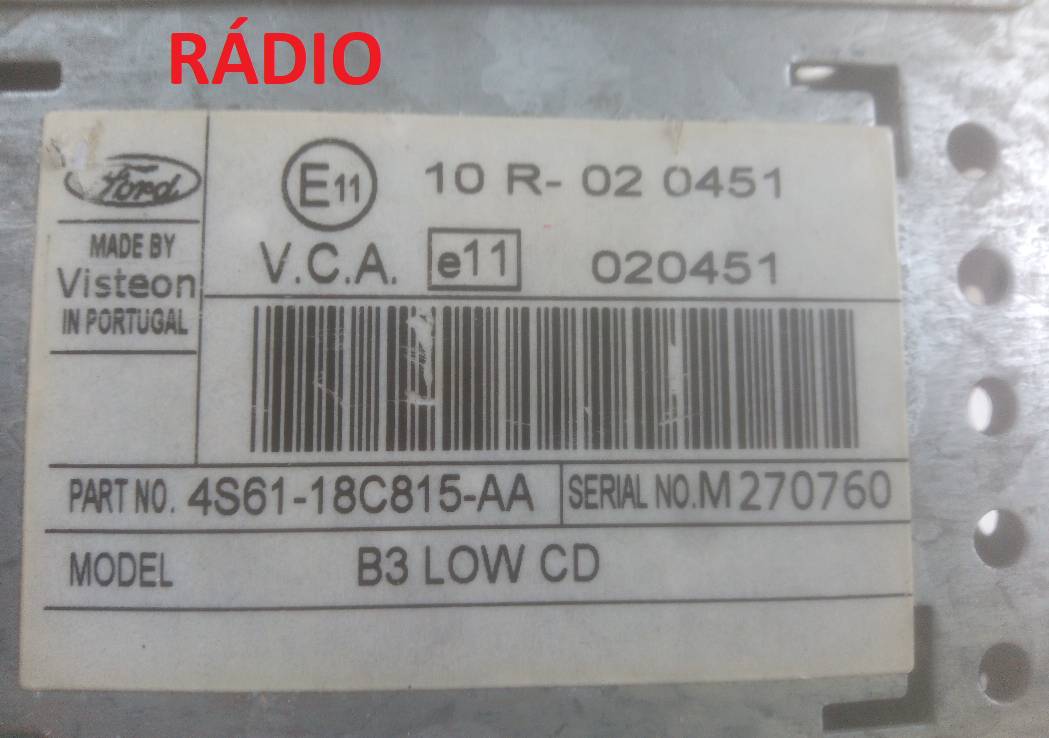 RÁDIO
Ford
MADE BY
Visteon
IN PORTUGAL
E11 10 R- 02 0451
V.C.A. e11 020451
PART NO. 4S61-18C815-AA SERIAL NO. M270760
MODEL B3 LOW CD